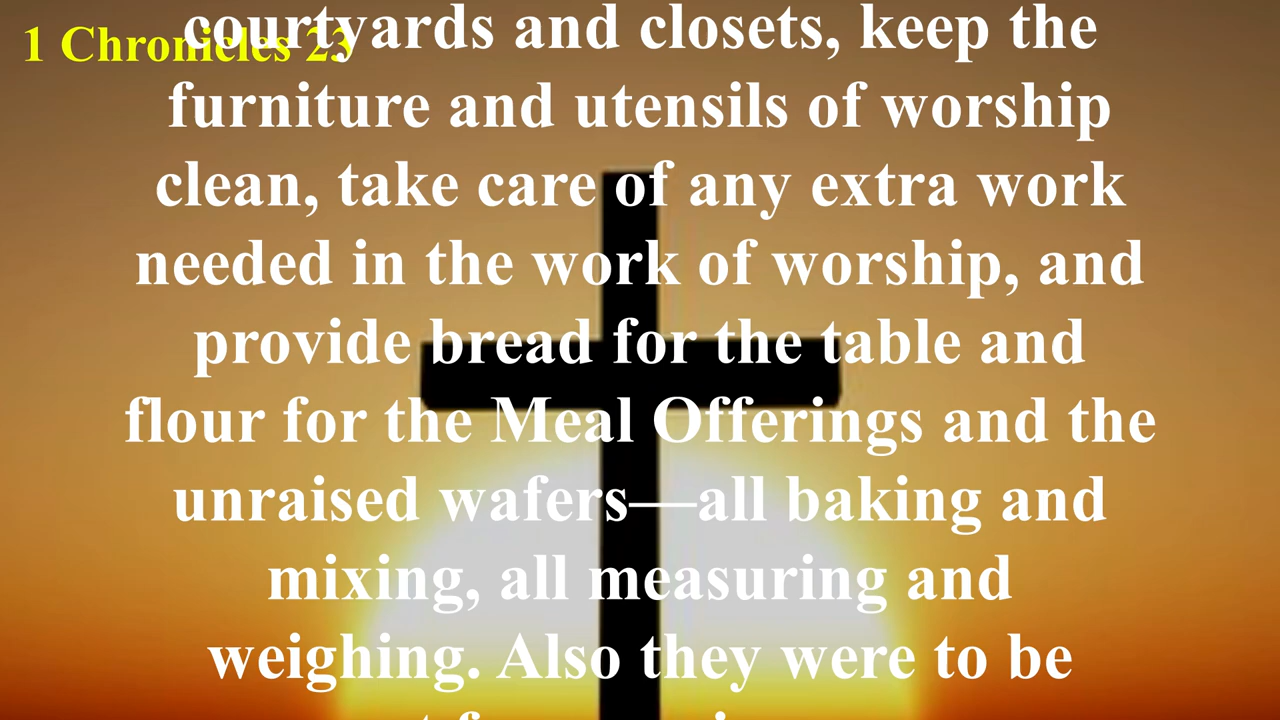 1 Chronicles 23
courtyards and closets, keep the
furniture and utensils of worship
clean, take care of any extra work
needed in the work of worship, and
provide bread for the table and
flour for the Meal Offerings and the
unraised wafers—all baking and
mixing, all measuring and
weighing. Also they were to be